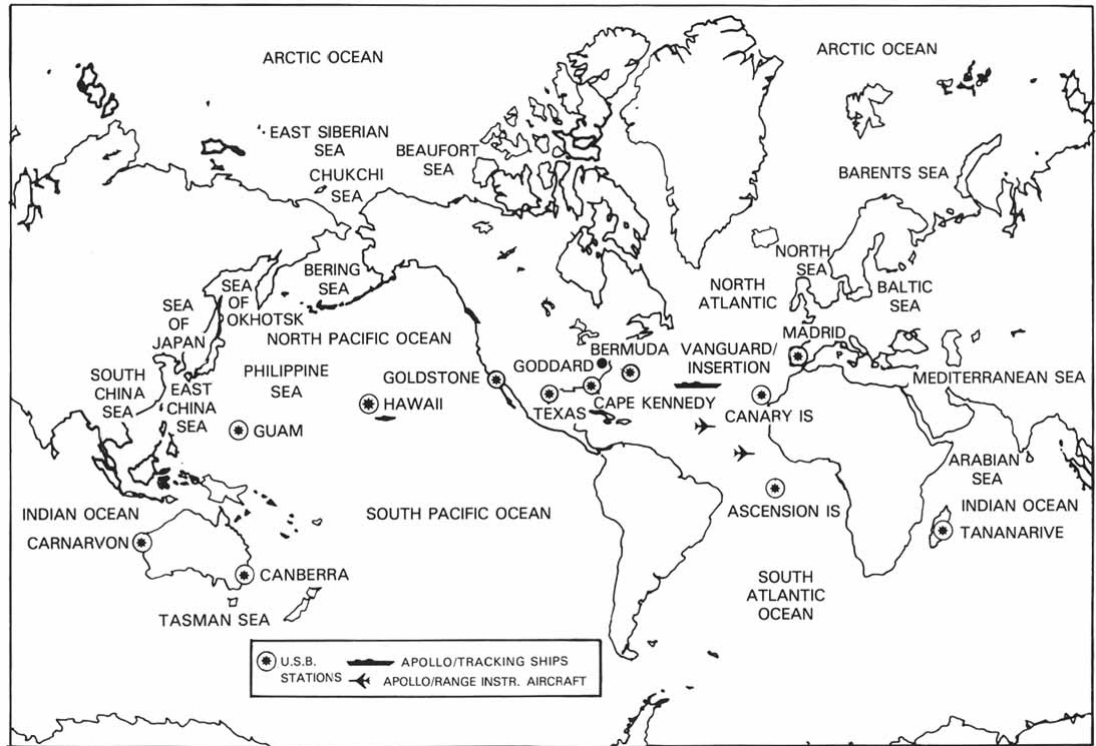 ARCTIC OCEAN
ARCTIC OCEAN
EAST SIBERIAN
SEA
BEAUFORT
SEA
CHUKCHI
SEA
BARENTS SEA
NORTH
SEA
BERING
SEA
SEA
OF
OKHOTSK
NORTH
ATLANTIC
BALTIC
SEA
SEA
OF
JAPAN
NORTH PACIFIC OCEAN
MADRID
BERMUDA
VANGUARD/
INSERTION
GODDARD
SOUTH
CHINA
SEA
PHILIPPINE
SEA
GOLDSTONE
MEDITERRANEAN SEA
EAST
CHINA
SEA
HAWAII
TEXAS
CAPE KENNEDY
CANARY IS
GUAM
ARABIAN
SEA
INDIAN OCEAN
SOUTH PACIFIC OCEAN
ASCENSION IS
INDIAN OCEAN
CARNARVON
TANANARIVE
CANBERRA
SOUTH
ATLANTIC
OCEAN
TASMAN SEA
U.S.B.
STATIONS
APOLLO/TRACKING SHIPS
APOLLO/RANGE INSTR. AIRCRAFT